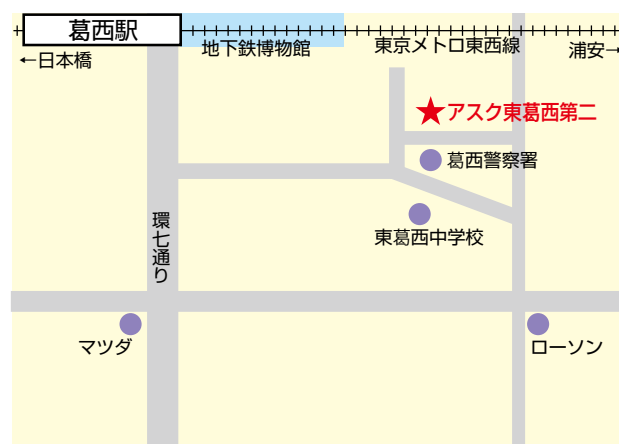 葛西駅
←日本橋
地下鉄博物館
東京メトロ東西線
浦安→
★アスク東葛西第二
葛西警察署
東葛西中学校
環七通り
マツダ
ローソン